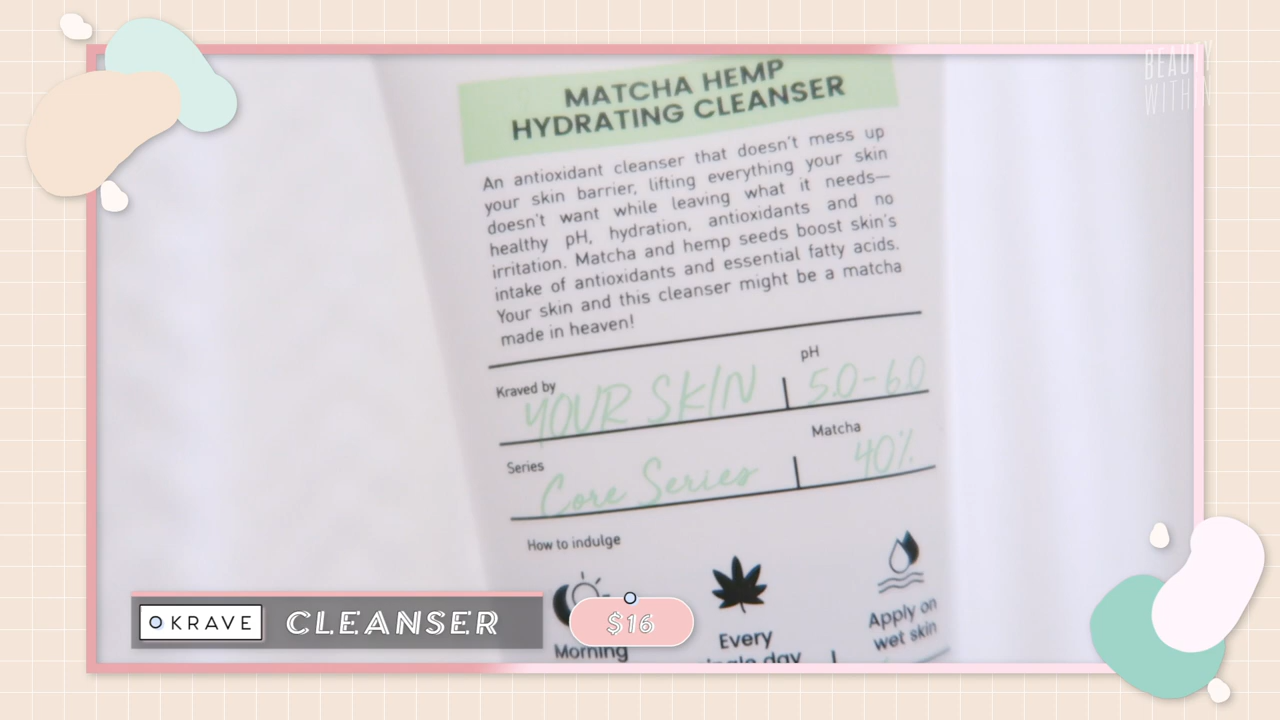 BEAUTY
WITHIN
MATCHA HEMP
HYDRATING CLEANSER
An antioxidant cleanser that doesn't mess up
your skin barrier, lifting everything your skin
doesn't want while leaving what it needs—
healthy pH, hydration, antioxidants and no
irritation. Matcha and hemp seeds boost skin's
intake of antioxidants and essential fatty acids.
Your skin and this cleanser might be a matcha
made in heaven!
Kraved by YOUR SKIN
pH 5.0-6.0
Series Core Series
Matcha 40%
How to indulge
Morning
Every
single day
Apply on
wet skin
KRAVE CLEANSER $16